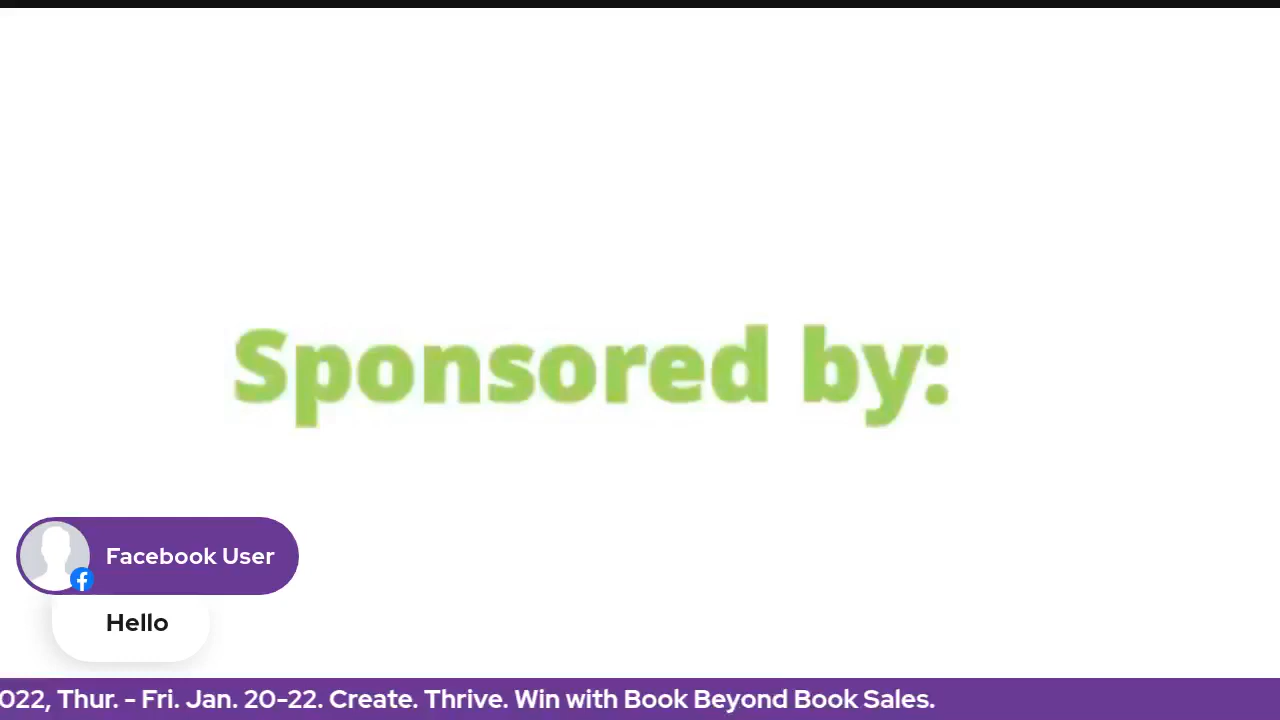 Sponsored by:
Facebook User
Hello
022, Thur. - Fri. Jan. 20-22. Create. Thrive. Win with Book Beyond Book Sales.